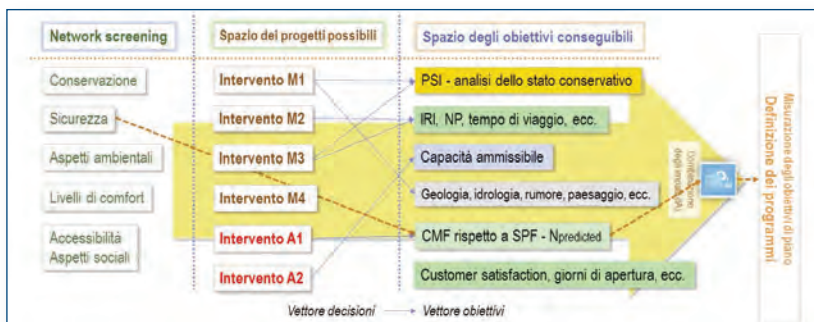 Network screening
Spazio dei progetti possibili
Spazio degli obiettivi conseguibili
Conservazione
Sicurezza
Aspetti ambientali
Livelli di comfort
Accessibilità
Aspetti sociali
Intervento M1
Intervento M2
Intervento M3
Intervento M4
Intervento A1
Intervento A2
PSI - analisi dello stato conservativo
IRI, NP, tempo di viaggio, ecc.
Capacità ammissibile
Geologia, idrologia, rumore, paesaggio, ecc.
CMF rispetto a SPF - Npredicted
Customer satisfaction, giorni di apertura, ecc.
Combinazione
Misurazione degli obiettivi di piano
Definizione dei programmi
Vettore decisioni
Vettore obiettivi